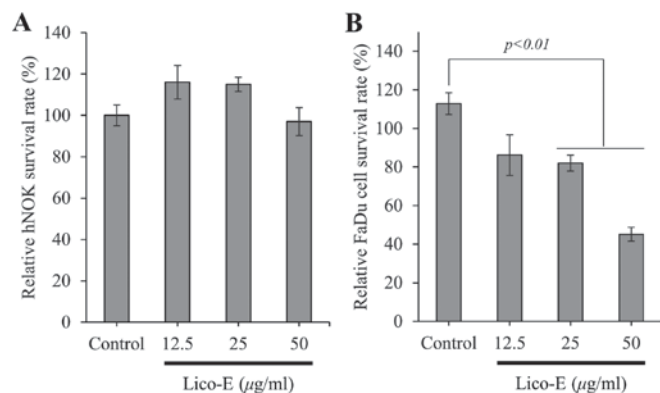 A
Relative hNOK survival rate (%)
140
120
100
80
60
40
20
0
Control 12.5 25 50
Lico-E (µg/ml)
B
Relative FaDu cell survival rate (%)
140
120
100
80
60
40
20
0
p<0.01
Control 12.5 25 50
Lico-E (µg/ml)